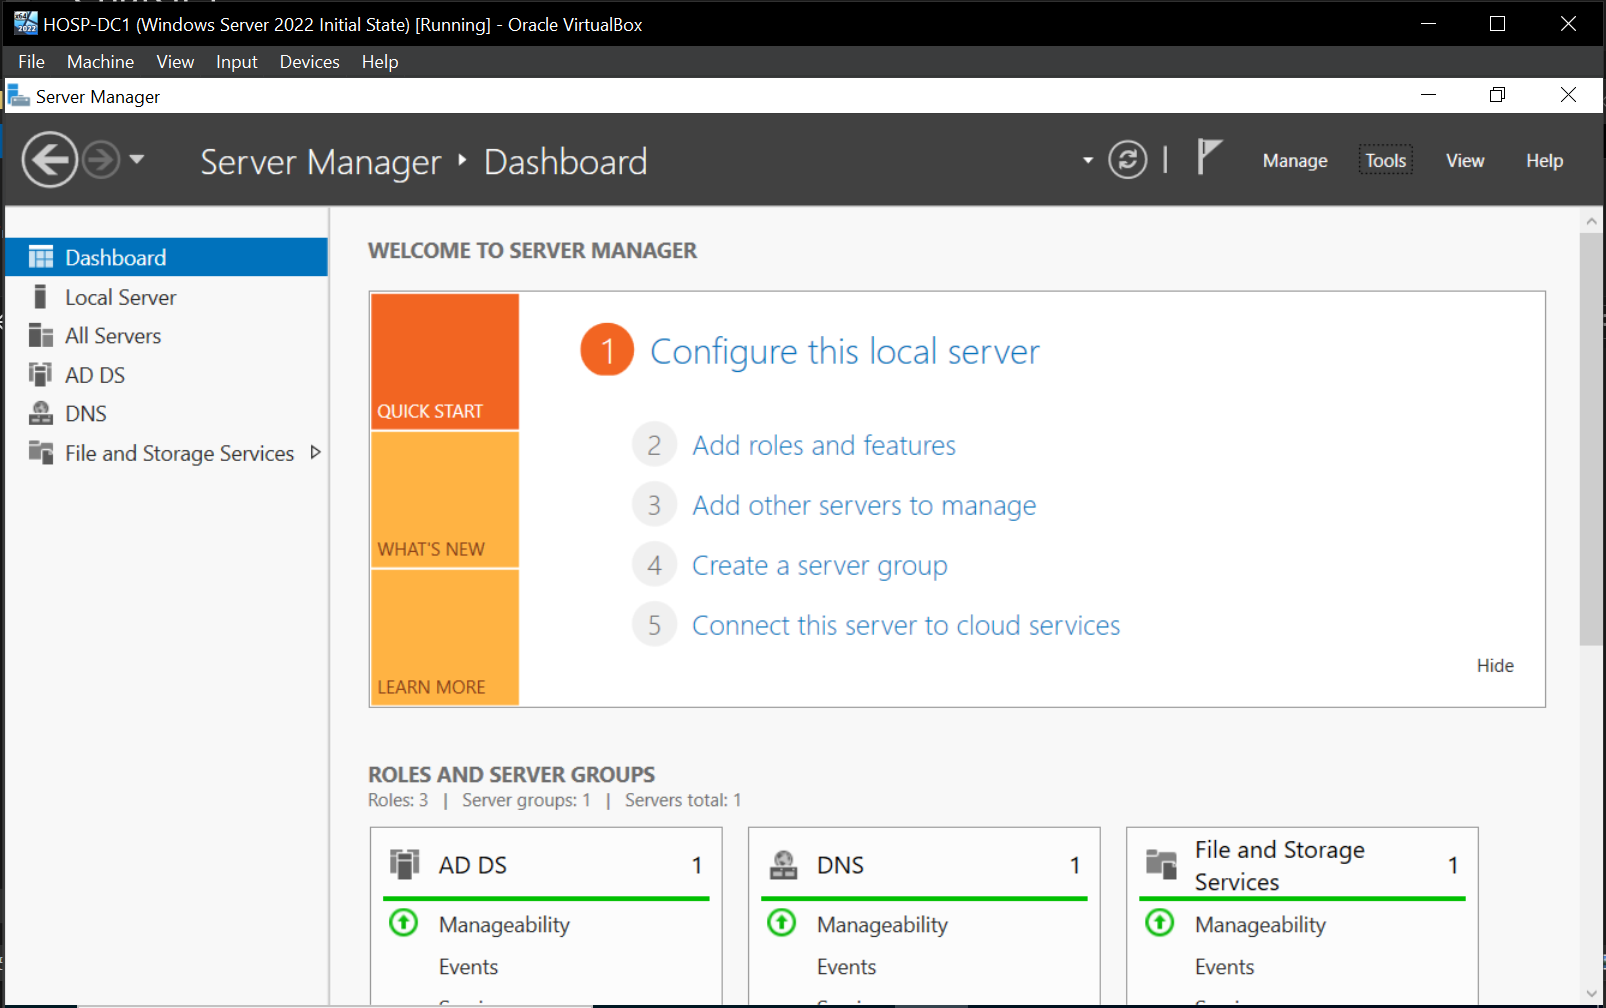 HOSP-DC1 (Windows Server 2022 Initial State) [Running] - Oracle VirtualBox
File Machine View Input Devices Help
Server Manager
Server Manager ‣ Dashboard
Manage Tools View Help
Dashboard
Local Server
All Servers
AD DS
DNS
File and Storage Services
WELCOME TO SERVER MANAGER
QUICK START
WHAT'S NEW
LEARN MORE
1 Configure this local server
2 Add roles and features
3 Add other servers to manage
4 Create a server group
5 Connect this server to cloud services
Hide
ROLES AND SERVER GROUPS
Roles: 3 | Server groups: 1 | Servers total: 1
AD DS 1
Manageability
Events
DNS 1
Manageability
Events
File and Storage
Services 1
Manageability
Events